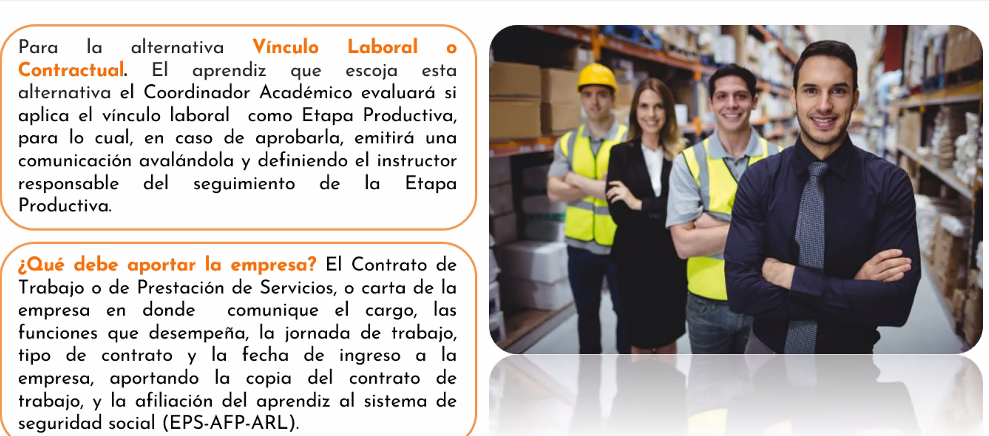 Para la alternativa Vínculo Laboral o
Contractual. El aprendiz que escoja esta
alternativa el Coordinador Académico evaluará si
aplica el vínculo laboral como Etapa Productiva,
para lo cual, en caso de aprobarla, emitirá una
comunicación avalándola y definiendo el instructor
responsable del seguimiento de la Etapa
Productiva.
¿Qué debe aportar la empresa? El Contrato de
Trabajo o de Prestación de Servicios, o carta de la
empresa en donde comunique el cargo, las
funciones que desempeña, la jornada de trabajo,
tipo de contrato y la fecha de ingreso a la
empresa, aportando la copia del contrato de
trabajo, y la afiliación del aprendiz al sistema de
seguridad social (EPS-AFP-ARL).